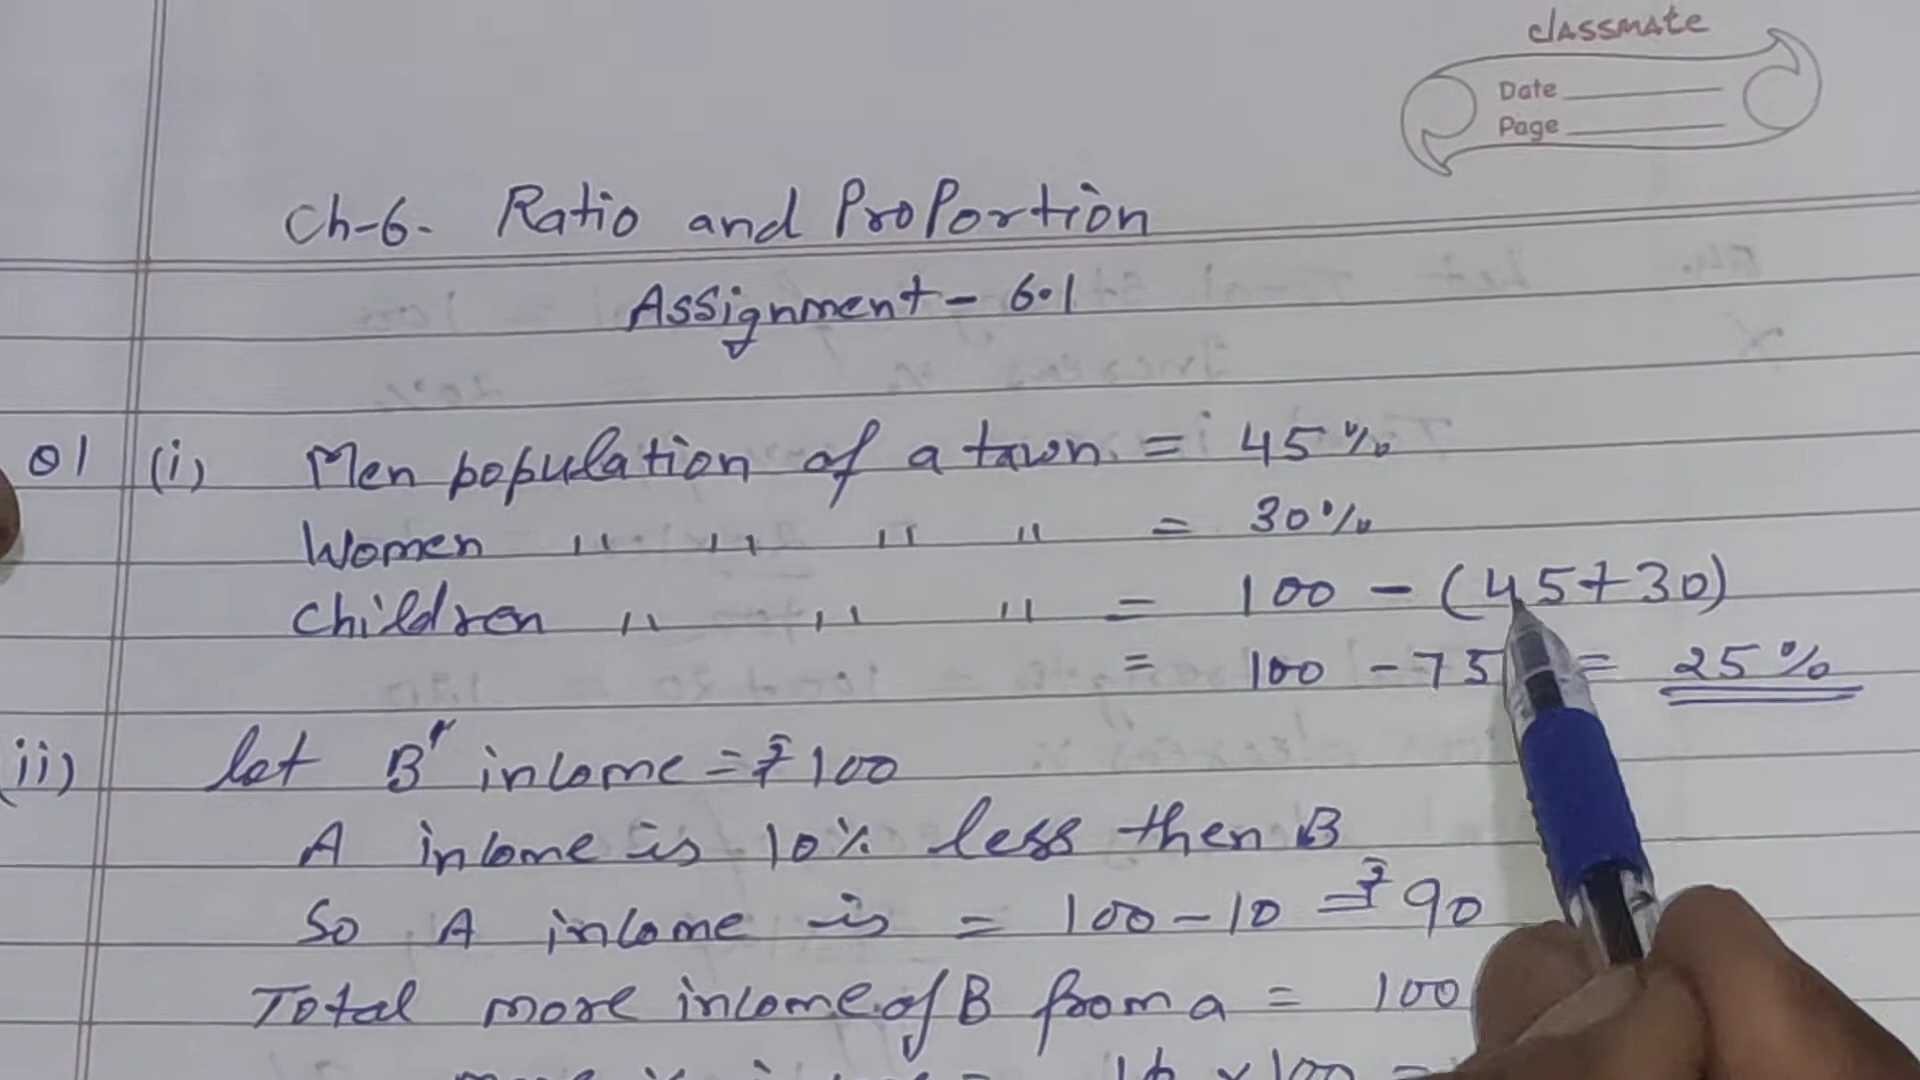 classmate
Date
Page
Ch-6. Ratio and Proportion
Assignment - 6.1
Q1 (i) Men population of a town. = 45%
Women " " " " = 30%
Children " " " = 100 - (45+30)
= 100 - 75 = 25%
(ii) let B' income = ₹100
A income is 10% less then B
So A income is = 100-10 = ₹90
Total more income of B from a = 100